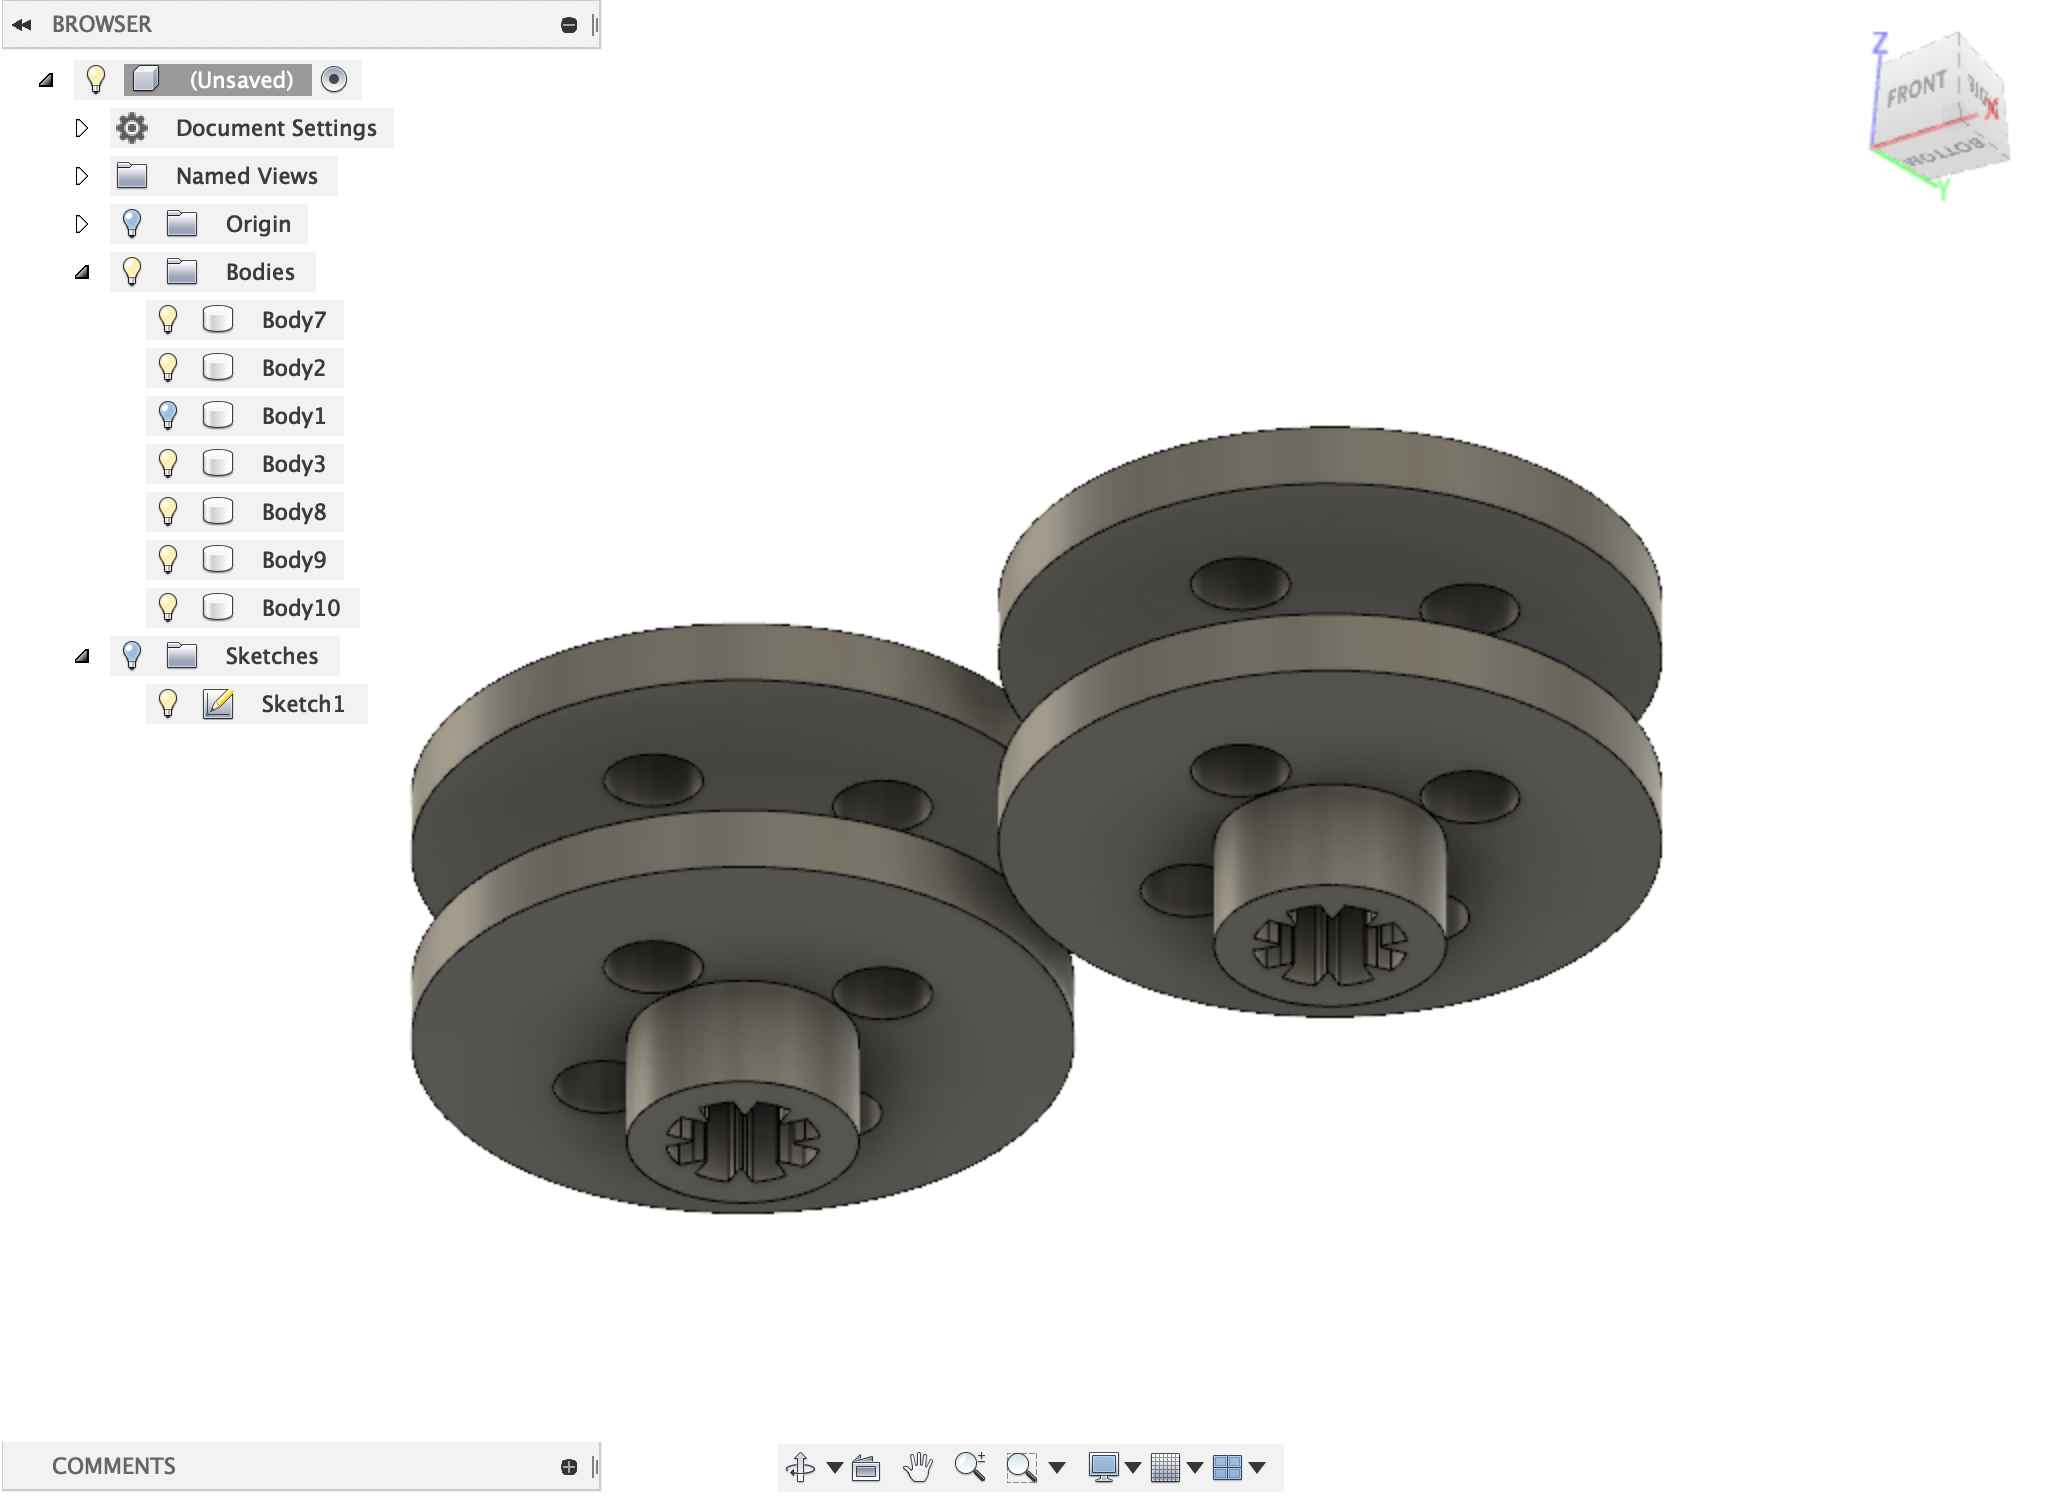 BROWSER
(Unsaved)
Document Settings
Named Views
Origin
Bodies
Body7
Body2
Body1
Body3
Body8
Body9
Body10
Sketches
Sketch1
COMMENTS
Z
FRONT
RIGHT
X
BOTTOM
Y